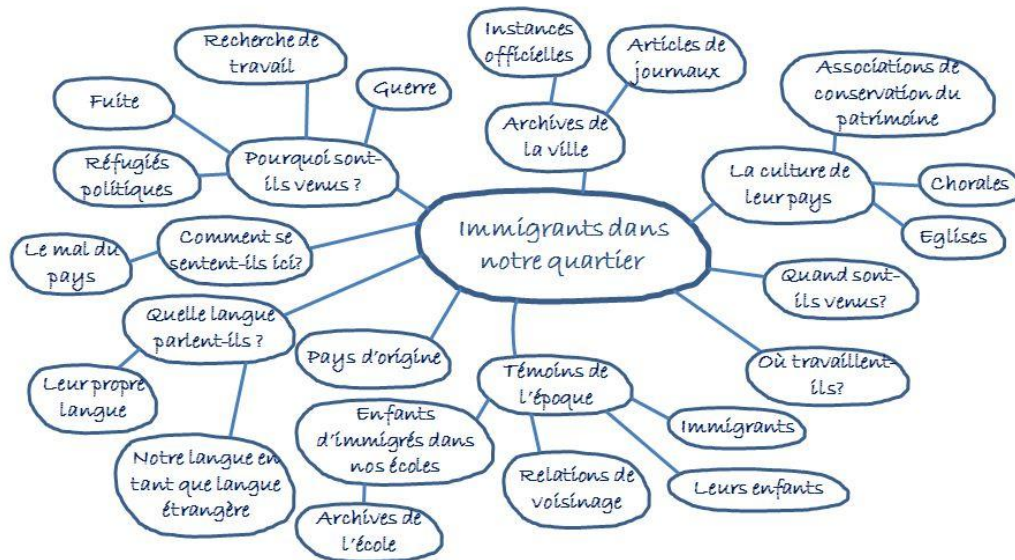 Instances
officielles
Articles de
journaux
Recherche de
travail
Associations de
conservation du
patrimoine
Fuite
Guerre
Archives de
la ville
Réfugiés
politiques
Pourquoi sont-
ils venus ?
La culture de
leur pays
Chorales
Eglises
Immigrants dans
notre quartier
Le mal du
pays
Comment se
sentent-ils ici?
Quand sont-
ils venus?
Quelle langue
parlent-ils ?
Pays d'origine
Témoins de
l'époque
Où travaillent-
ils?
Leur propre
langue
Enfants
d'immigrés dans
nos écoles
Immigrants
Notre langue en
tant que langue
étrangère
Relations de
voisinage
Leurs enfants
Archives de
l'école